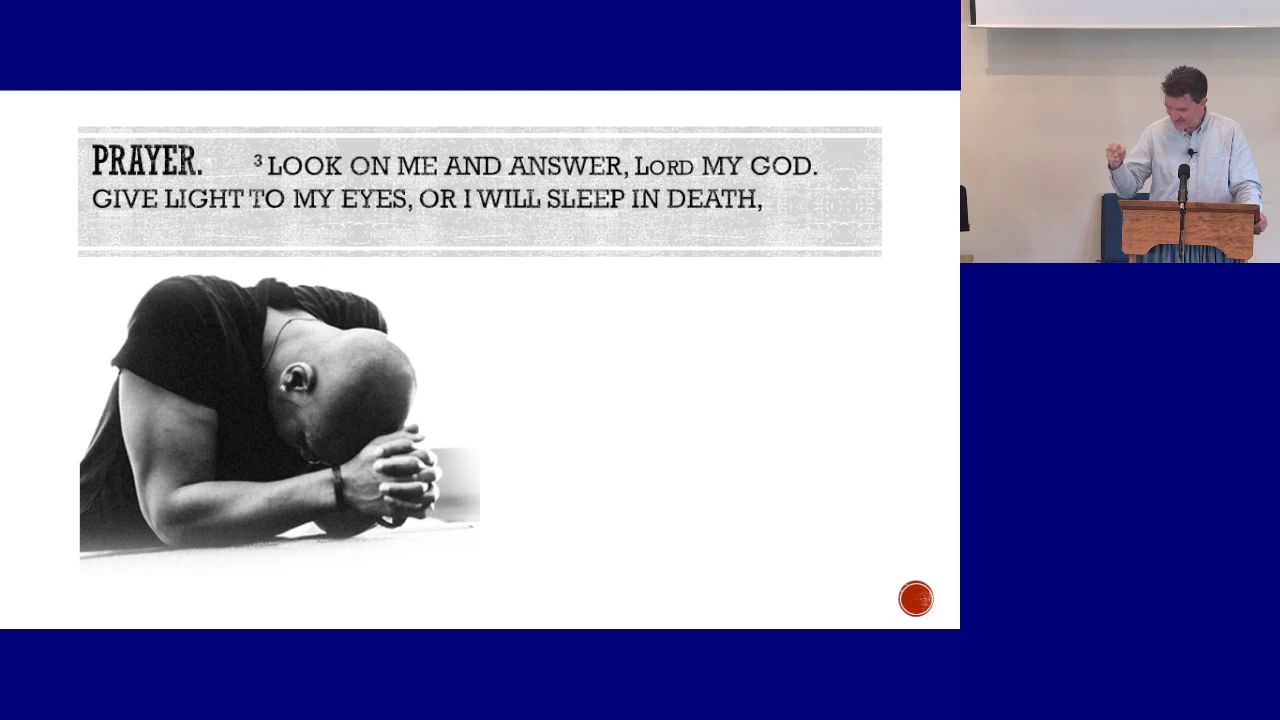 PRAYER. ³ LOOK ON ME AND ANSWER, LORD MY GOD.
GIVE LIGHT TO MY EYES, OR I WILL SLEEP IN DEATH,